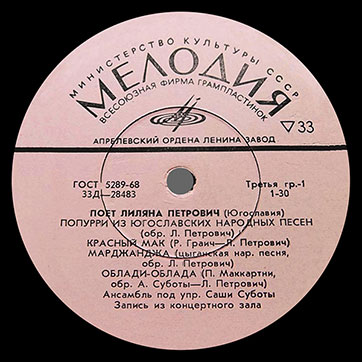 МИНИСТЕРСТВО КУЛЬТУРЫ СССР
МЕЛОДИЯ
ВСЕСОЮЗНАЯ ФИРМА ГРАМПЛАСТИНОК
▽33
АПРЕЛЕВСКИЙ ОРДЕНА ЛЕНИНА ЗАВОД
ГОСТ 5289-68
33Д—28483
Третья гр.-1
1-30
ПОЕТ ЛИЛЯНА ПЕТРОВИЧ (Югославия)
ПОПУРРИ ИЗ ЮГОСЛАВСКИХ НАРОДНЫХ ПЕСЕН
(обр. Л. Петрович)
КРАСНЫЙ МАК (Р. Граич—Л. Петрович)
МАРДЖАНДЖА (цыганская нар. песня,
обр. Л. Петрович)
ОБЛАДИ-ОБЛАДА (П. Маккартни,
обр. А. Суботы—Л. Петрович)
Ансамбль под упр. Саши Суботы
Запись из концертного зала